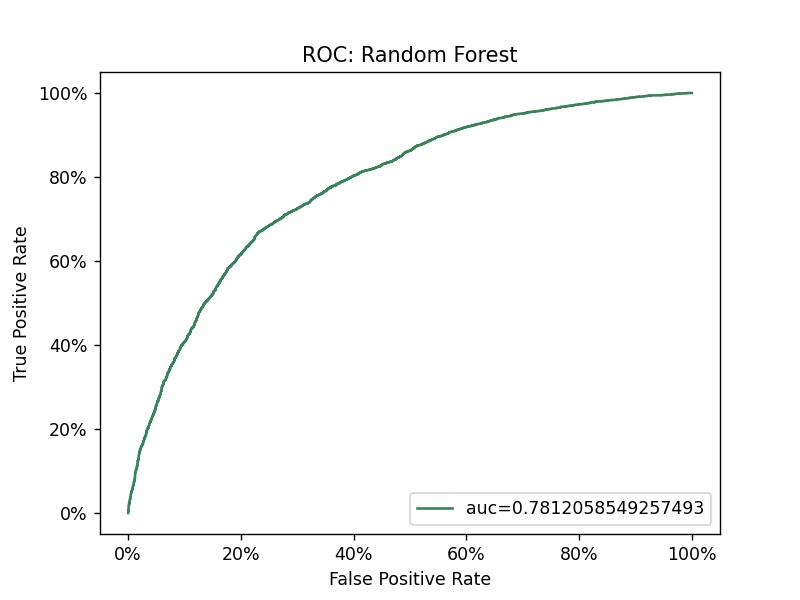 ROC: Random Forest
100%
80%
60%
40%
20%
0%
True Positive Rate
auc=0.7812058549257493
0% 20% 40% 60% 80% 100%
False Positive Rate